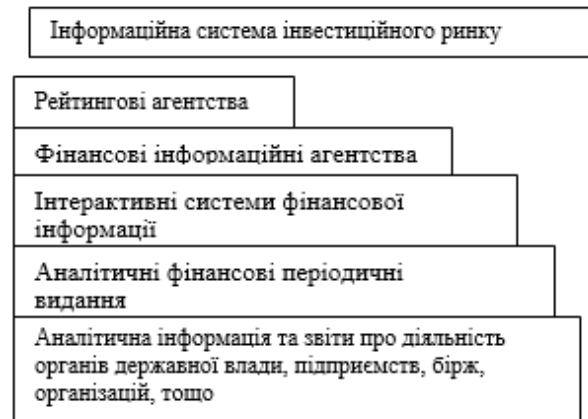 Інформаційна система інвестиційного ринку
Рейтингові агентства
Фінансові інформаційні агентства
Інтерактивні системи фінансової
інформації
Аналітичні фінансові періодичні
видання
Аналітична інформація та звіти про діяльність
органів державної влади, підприємств, бірж,
організацій, тощо